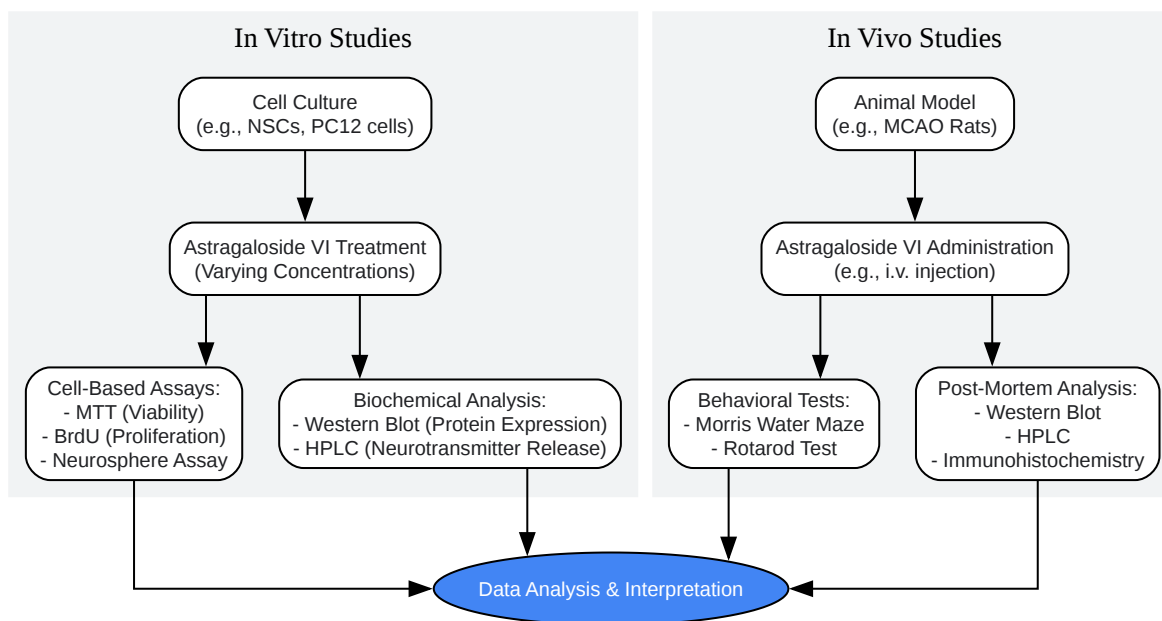 In Vitro Studies
Cell Culture
(e.g., NSCs, PC12 cells)
Astragaloside VI Treatment
(Varying Concentrations)
Cell-Based Assays:
- MTT (Viability)
- BrdU (Proliferation)
- Neurosphere Assay
Biochemical Analysis:
- Western Blot (Protein Expression)
- HPLC (Neurotransmitter Release)
In Vivo Studies
Animal Model
(e.g., MCAO Rats)
Astragaloside VI Administration
(e.g., i.v. injection)
Behavioral Tests:
- Morris Water Maze
- Rotarod Test
Post-Mortem Analysis:
- Western Blot
- HPLC
- Immunohistochemistry
Data Analysis & Interpretation